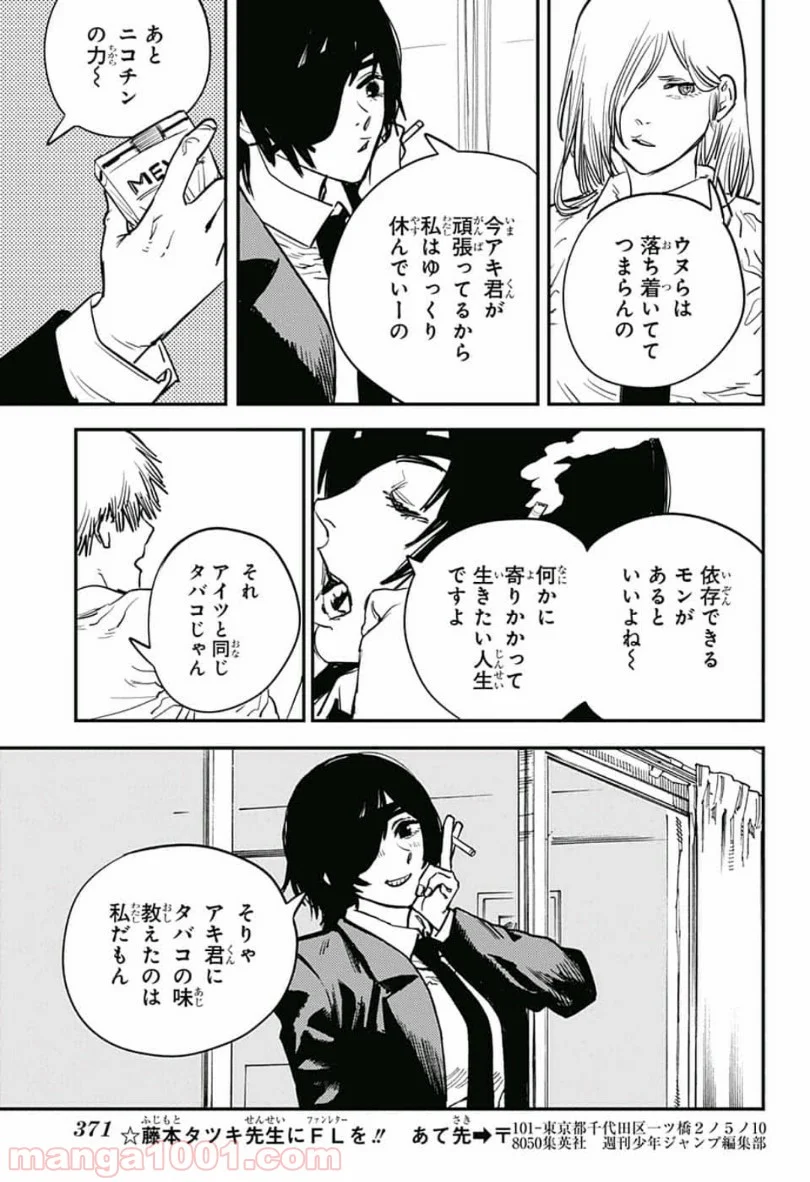 ウヌらは
落ち着いてて
つまらんの
今アキ君が
頑張ってるから
私はゆっくり
休んでいーの
あと
ニコチン
の力〜
依存できる
モンが
あると
いいよね〜
何かに
寄りかかって
生きたい人生
ですよ
それ
アイツと同じ
タバコじゃん
そりゃ
アキ君に
タバコの味
教えたのは
私だもん
371
☆藤本タツキ先生にＦＬを!! あて先➡〒101-東京都千代田区一ツ橋２ノ５ノ10
8050集英社 週刊少年ジャンプ編集部
manga1001.com